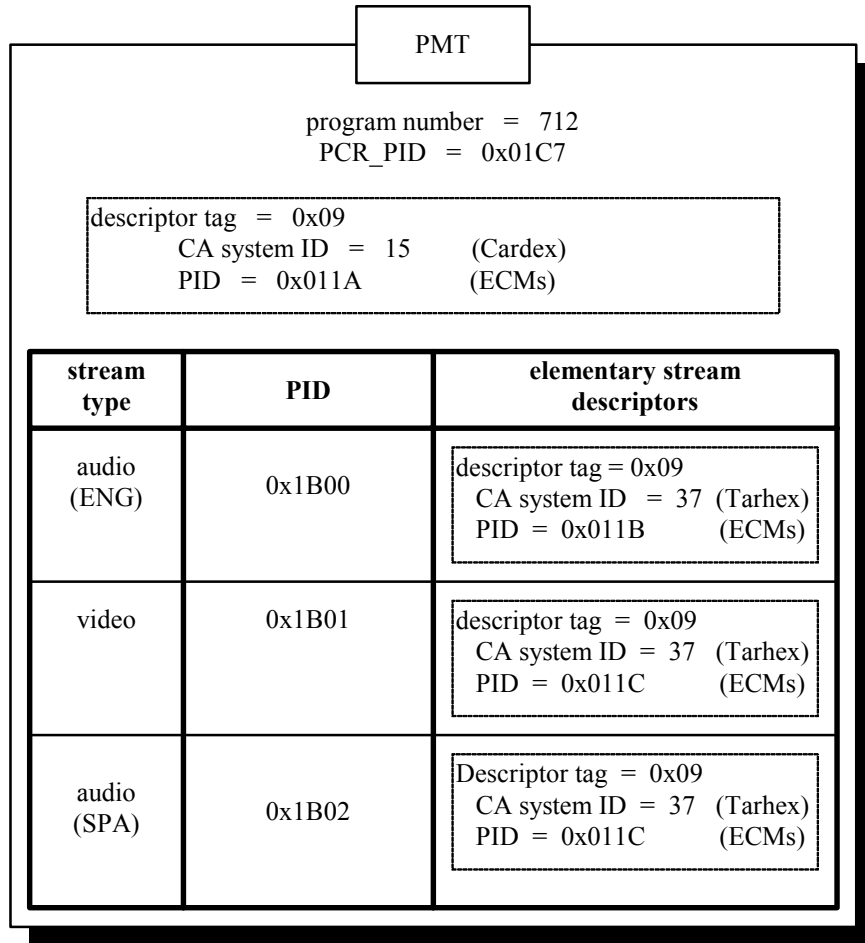 PMT
program number = 712
PCR_PID = 0x01C7
descriptor tag = 0x09
CA system ID = 15 (Cardex)
PID = 0x011A (ECMs)
stream type
PID
elementary stream descriptors
audio (ENG)
0x1B00
descriptor tag = 0x09
CA system ID = 37 (Tarhex)
PID = 0x011B (ECMs)
video
0x1B01
descriptor tag = 0x09
CA system ID = 37 (Tarhex)
PID = 0x011C (ECMs)
audio (SPA)
0x1B02
Descriptor tag = 0x09
CA system ID = 37 (Tarhex)
PID = 0x011C (ECMs)